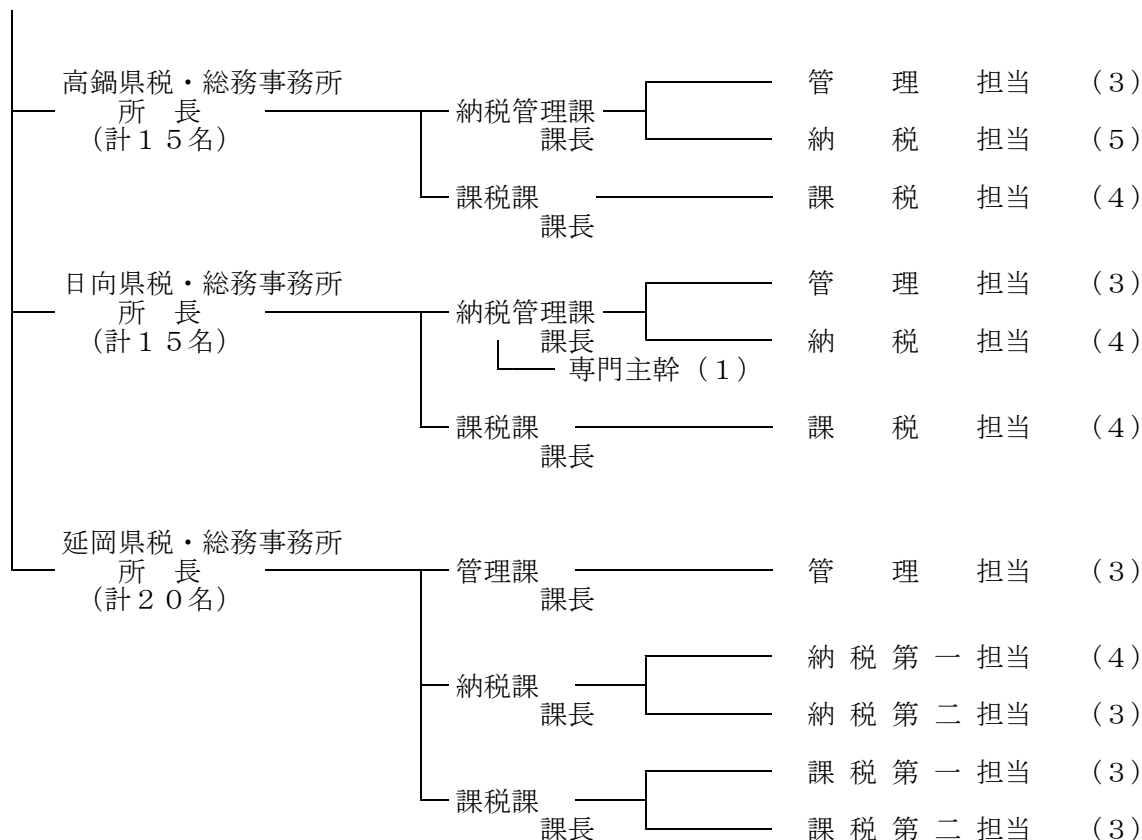 高鍋県税・総務事務所
所　長
(計１５名)
納税管理課
課長
管　理　担当　（３）
納　税　担当　（５）
課税課
課長
課　税　担当　（４）
日向県税・総務事務所
所　長
(計１５名)
納税管理課
課長
専門主幹（１）
管　理　担当　（３）
納　税　担当　（４）
課税課
課長
課　税　担当　（４）
延岡県税・総務事務所
所　長
(計２０名)
管理課
課長
管　理　担当　（３）
納税課
課長
納税第一担当　（４）
納税第二担当　（３）
課税課
課長
課税第一担当　（３）
課税第二担当　（３）